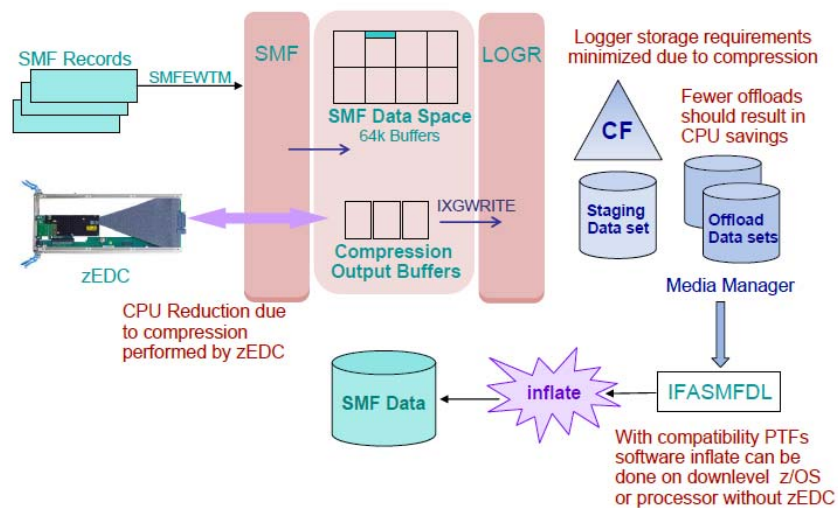 SMF Records
SMFEWTM
SMF
SMF Data Space
64k Buffers
LOGR
Logger storage requirements
minimized due to compression
CF
Fewer offloads
should result in
CPU savings
Staging
Data set
Offload
Data sets
Media Manager
zEDC
IXGWRITE
Compression
Output Buffers
CPU Reduction due
to compression
performed by zEDC
SMF Data
inflate
IFASMFDL
With compatibility PTFs
software inflate can be
done on downlevel z/OS
or processor without zEDC